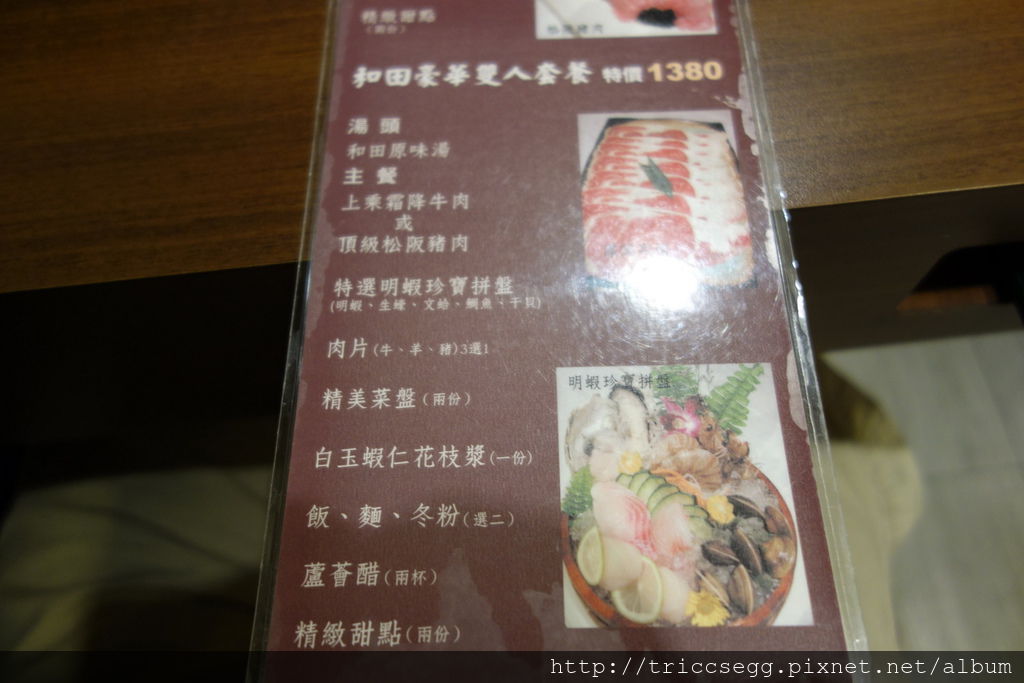 精緻甜點
(兩份)
和田豪華雙人套餐 特價 1380
湯 頭
和田原味湯
主 餐
上乘霜降牛肉
或
頂級松阪豬肉
特選明蝦珍寶拼盤
(明蝦、生蠔、文蛤、鯛魚、干貝)
肉片(牛、羊、豬)3選1
明蝦珍寶拼盤
精美菜盤(兩份)
白玉蝦仁花枝漿(一份)
飯、麵、冬粉(選二)
蘆薈醋(兩杯)
精緻甜點(兩份)
http://triccsegg.pixnet.net/album